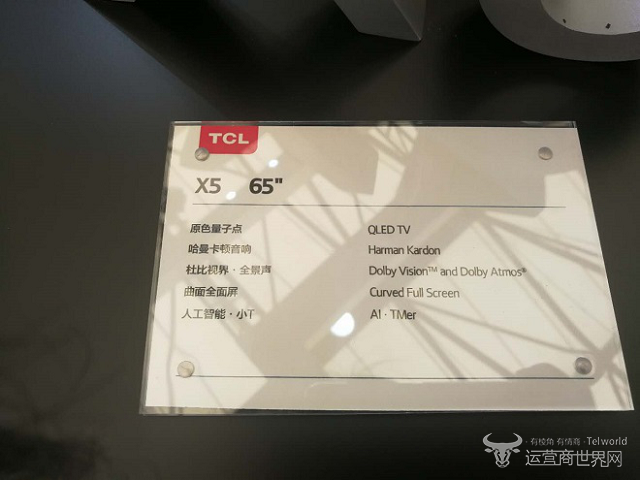 TCL
X5 65"
原色量子点 QLED TV
哈曼卡顿音响 Harman Kardon
杜比视界·全景声 Dolby Vision™ and Dolby Atmos®
曲面全面屏 Curved Full Screen
人工智能·小T AI · TMer
·有棱角 有情商·Telworld
运营商世界网